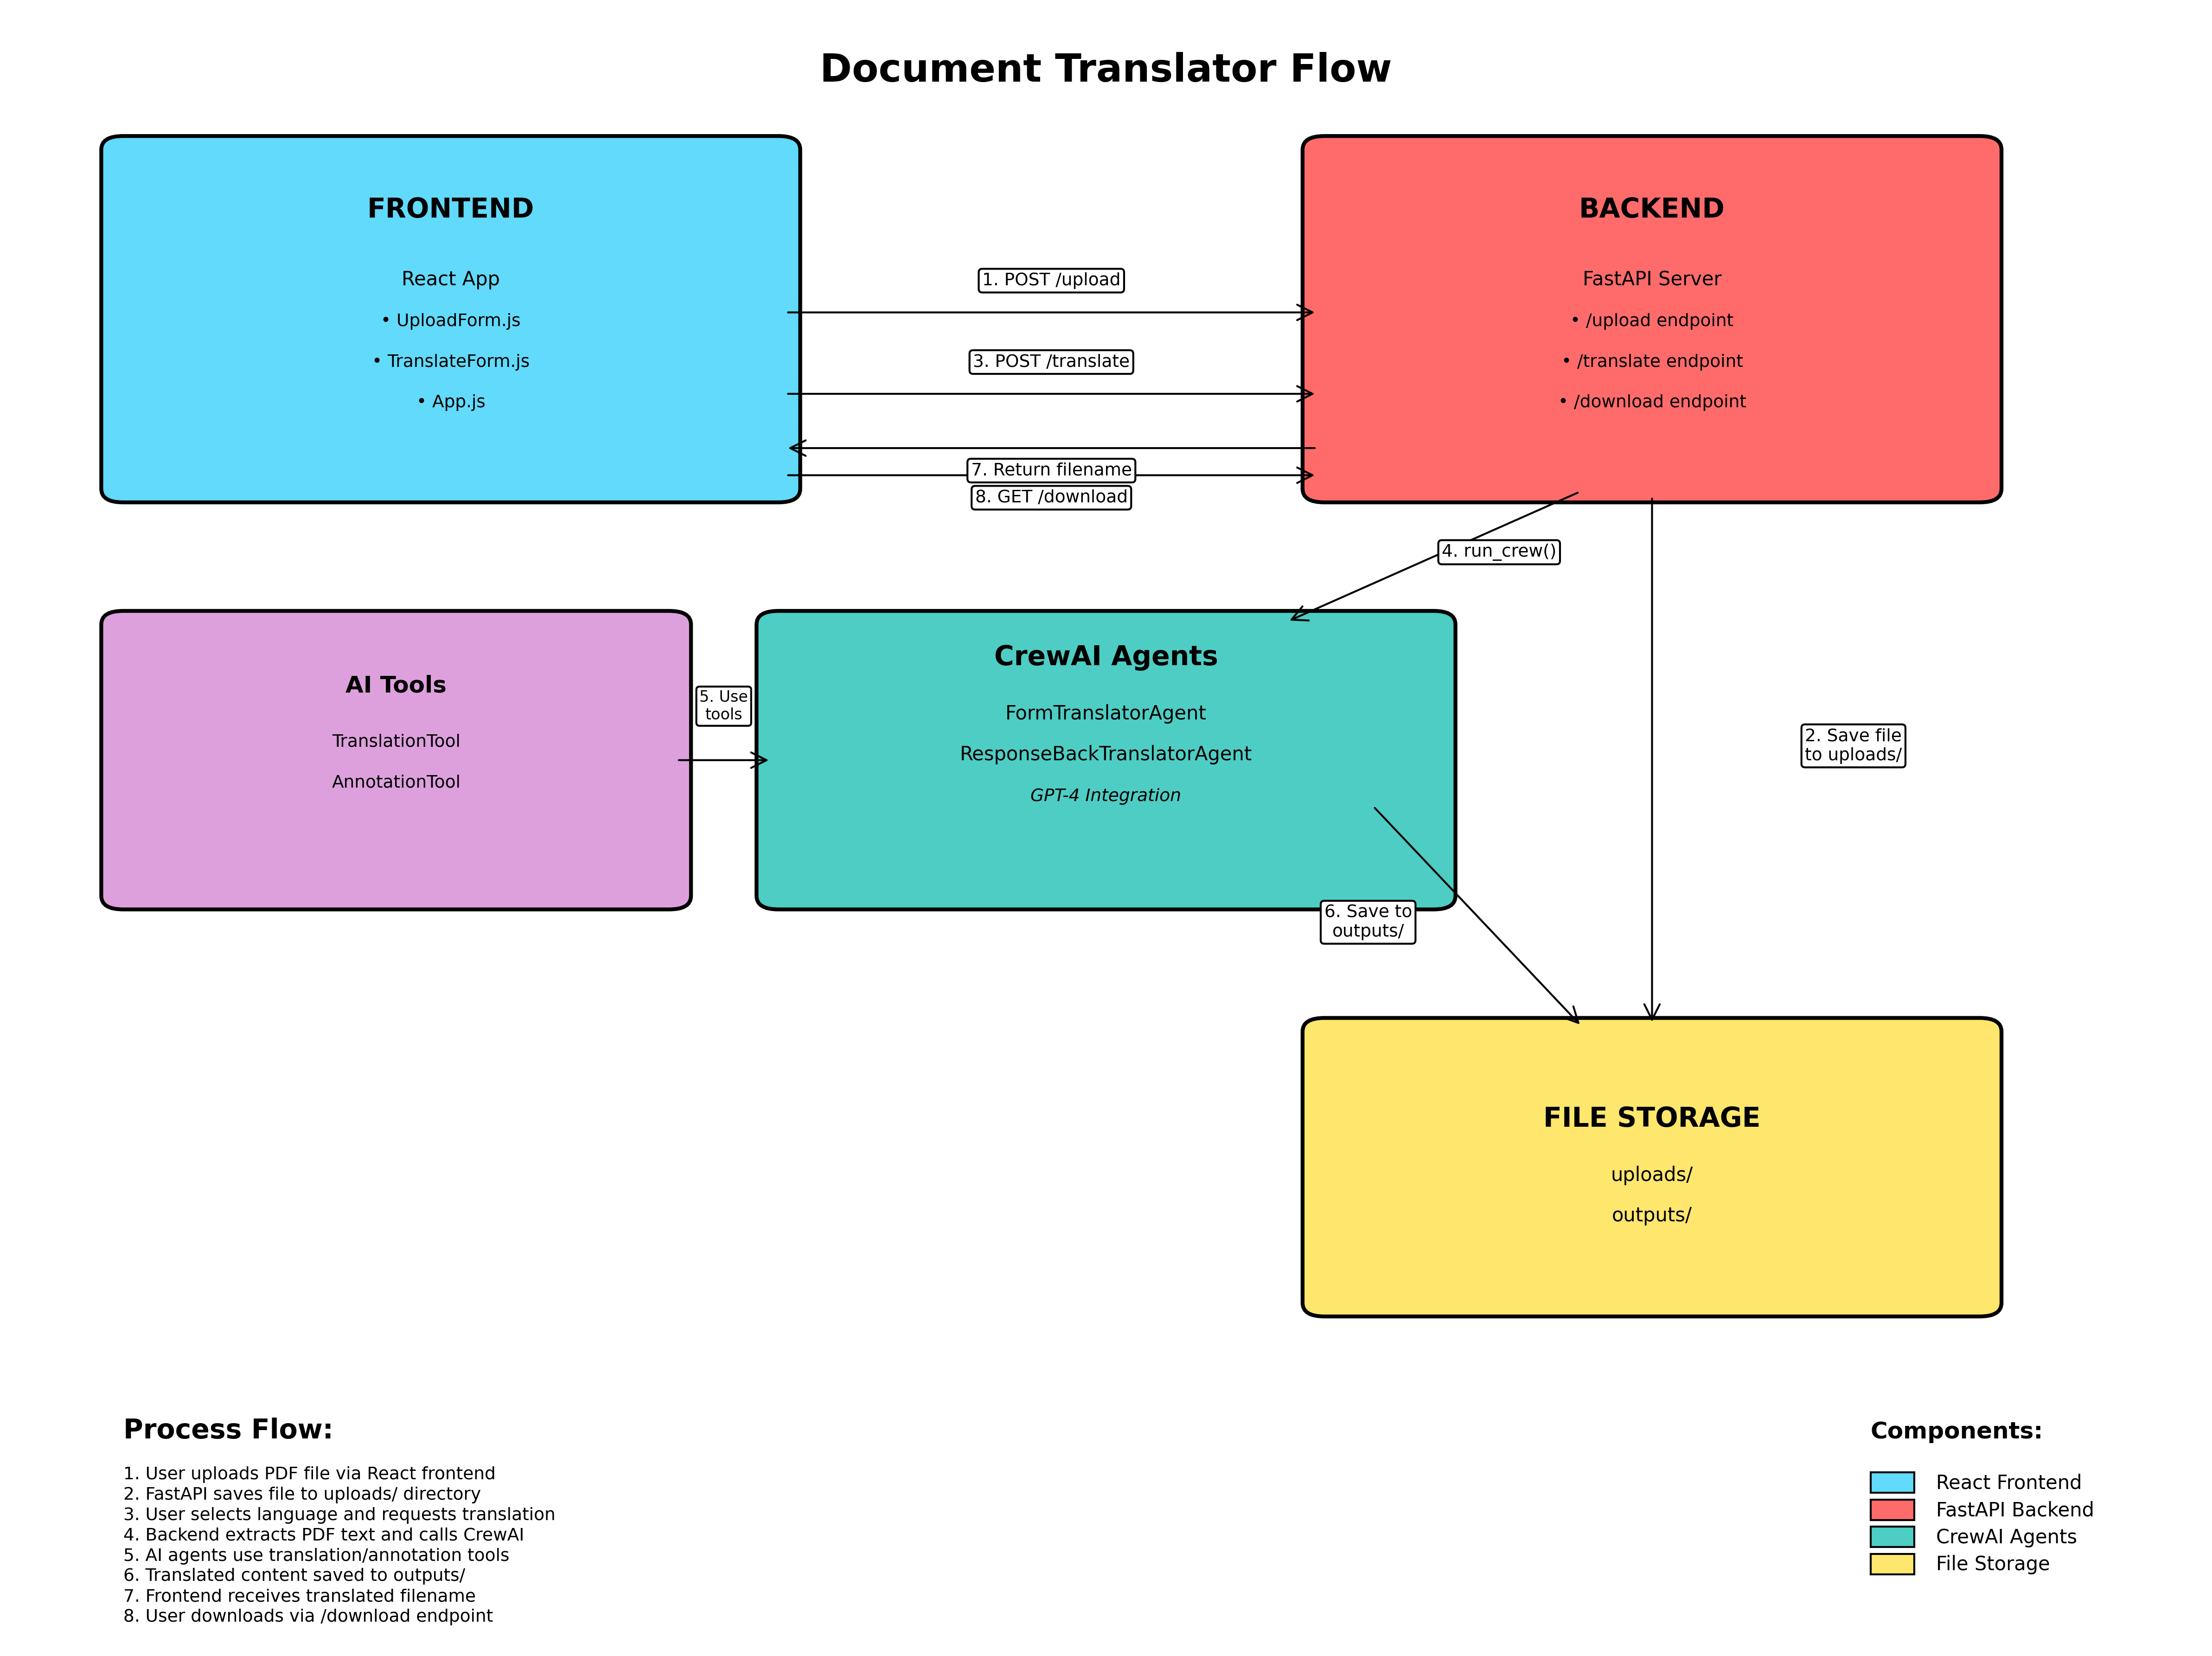 Document Translator Flow
FRONTEND
React App
• UploadForm.js
• TranslateForm.js
• App.js
1. POST /upload
3. POST /translate
7. Return filename
8. GET /download
BACKEND
FastAPI Server
• /upload endpoint
• /translate endpoint
• /download endpoint
4. run_crew()
AI Tools
TranslationTool
AnnotationTool
5. Use
tools
CrewAI Agents
FormTranslatorAgent
ResponseBackTranslatorAgent
GPT-4 Integration
2. Save file
to uploads/
6. Save to
outputs/
FILE STORAGE
uploads/
outputs/
Process Flow:
1. User uploads PDF file via React frontend
2. FastAPI saves file to uploads/ directory
3. User selects language and requests translation
4. Backend extracts PDF text and calls CrewAI
5. AI agents use translation/annotation tools
6. Translated content saved to outputs/
7. Frontend receives translated filename
8. User downloads via /download endpoint
Components:
React Frontend
FastAPI Backend
CrewAI Agents
File Storage